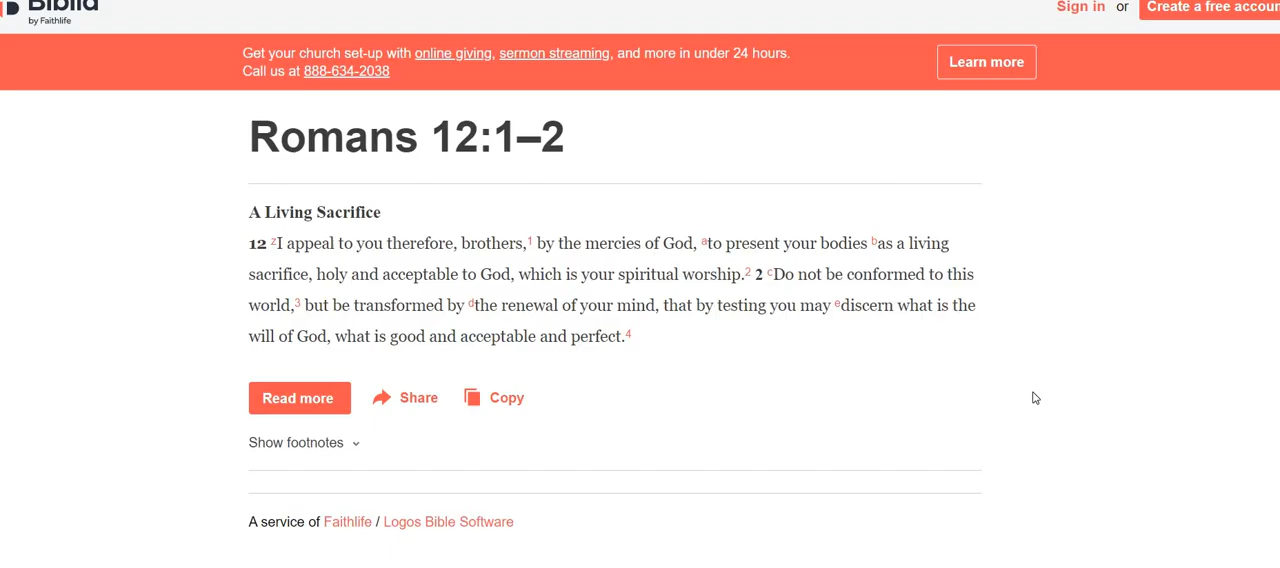 Biblia
by Faithlife
Sign in or Create a free accoun
Get your church set-up with online giving, sermon streaming, and more in under 24 hours.
Call us at 888-634-2038
Learn more
Romans 12:1–2
A Living Sacrifice
12 zI appeal to you therefore, brothers,1 by the mercies of God, ato present your bodies bas a living
sacrifice, holy and acceptable to God, which is your spiritual worship.2 2 cDo not be conformed to this
world,3 but be transformed by dthe renewal of your mind, that by testing you may ediscern what is the
will of God, what is good and acceptable and perfect.4
Read more Share Copy
Show footnotes
A service of Faithlife / Logos Bible Software